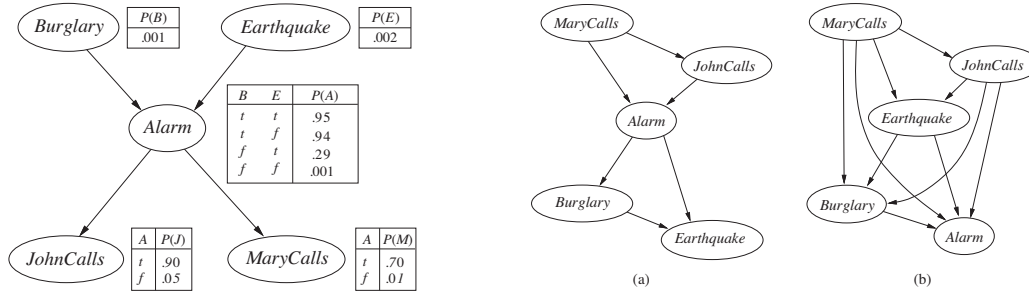 Burglary
P(B)
.001
Earthquake
P(E)
.002
Alarm
B E P(A)
t t .95
t f .94
f t .29
f f .001
JohnCalls
A P(J)
t .90
f .05
MaryCalls
A P(M)
t .70
f .01
MaryCalls
JohnCalls
Alarm
Burglary
Earthquake
(a)
MaryCalls
JohnCalls
Earthquake
Burglary
Alarm
(b)